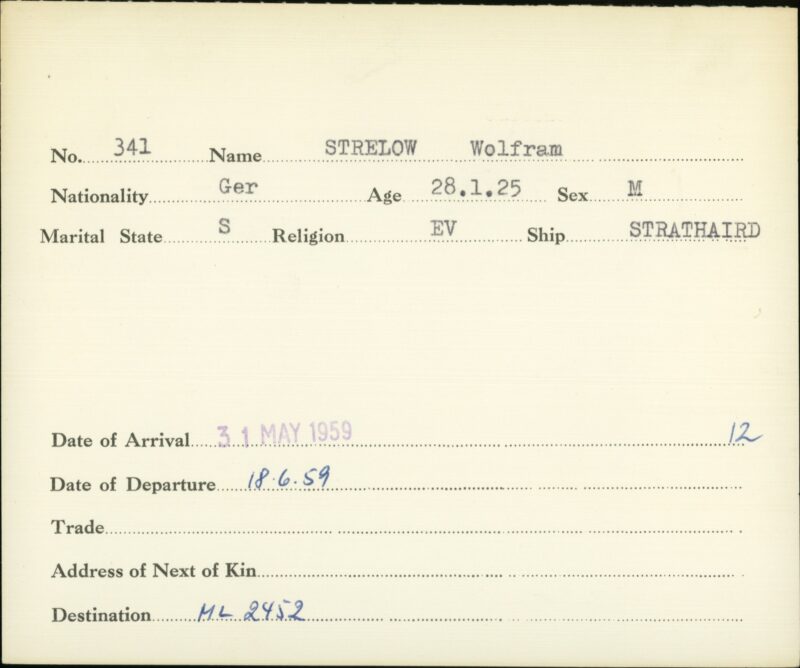 No. 341 Name STRELOW Wolfram
Nationality Ger Age 28.1.25 Sex M
Marital State S Religion EV Ship STRATHAIRD
Date of Arrival 31 MAY 1959 12
Date of Departure 18.6.59
Trade
Address of Next of Kin
Destination ML 2452